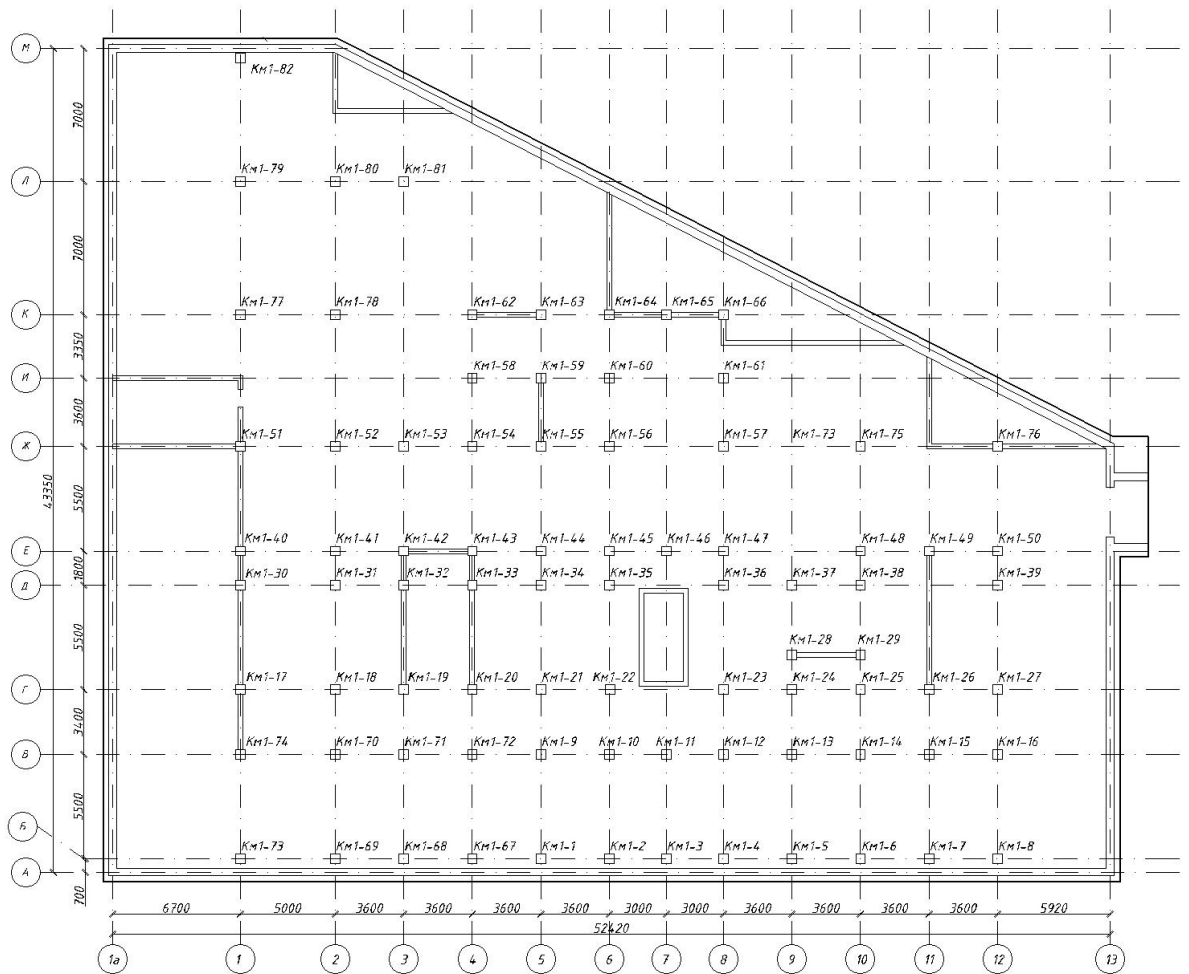 М
Км1-82
7000
Км1-79 Км1-80 Км1-81
Л
7000
Км1-77 Км1-78 Км1-62 Км1-63 Км1-64 Км1-65 Км1-66
К
3350
Км1-58 Км1-59 Км1-60 Км1-61
И
3600
Км1-51 Км1-52 Км1-53 Км1-54 Км1-55 Км1-56 Км1-57 Км1-73 Км1-75 Км1-76
Ж
43350
5500
Км1-40 Км1-41 Км1-42 Км1-43 Км1-44 Км1-45 Км1-46 Км1-47 Км1-48 Км1-49 Км1-50
Е
1800
Км1-30 Км1-31 Км1-32 Км1-33 Км1-34 Км1-35 Км1-36 Км1-37 Км1-38 Км1-39
Д
5500
Км1-28 Км1-29
Км1-17 Км1-18 Км1-19 Км1-20 Км1-21 Км1-22 Км1-23 Км1-24 Км1-25 Км1-26 Км1-27
Г
3400
Км1-74 Км1-70 Км1-71 Км1-72 Км1-9 Км1-10 Км1-11 Км1-12 Км1-13 Км1-14 Км1-15 Км1-16
В
5500
Б
Км1-73 Км1-69 Км1-68 Км1-67 Км1-1 Км1-2 Км1-3 Км1-4 Км1-5 Км1-6 Км1-7 Км1-8
А
700
6700 5000 3600 3600 3600 3600 3000 3000 3600 3600 3600 3600 5920
52420
1а 1 2 3 4 5 6 7 8 9 10 11 12 13